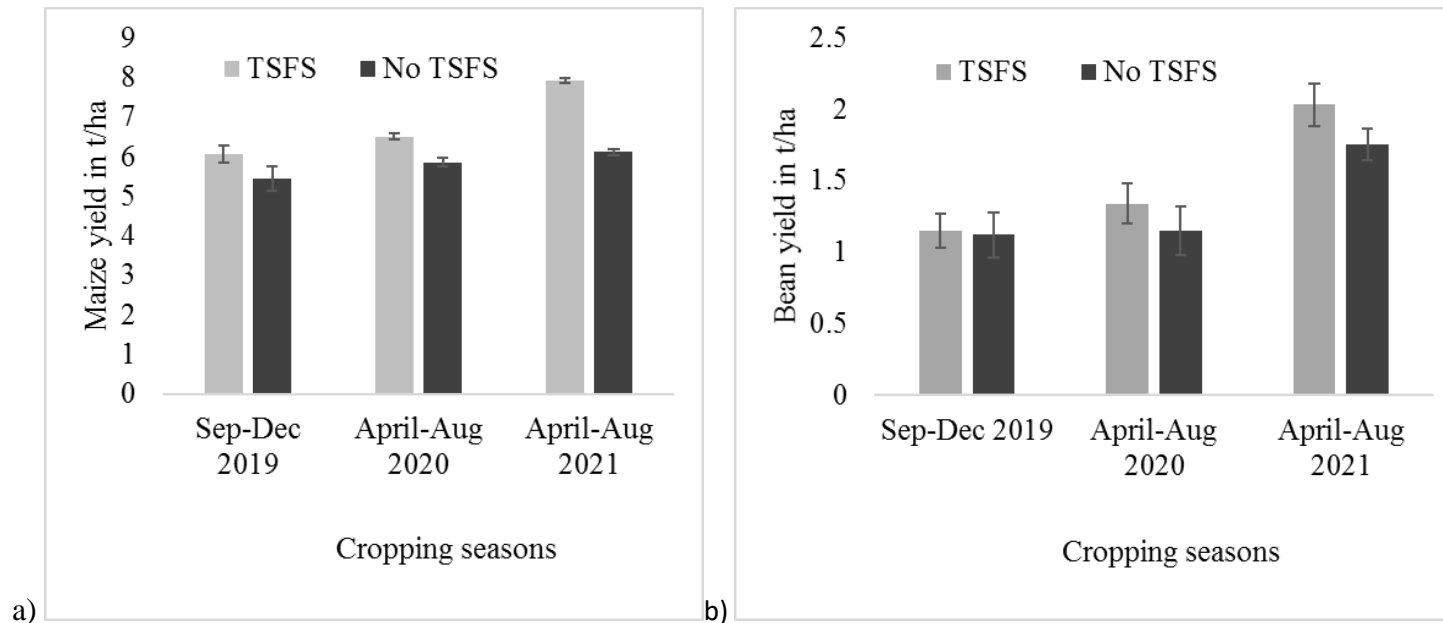 9
8
7
6
5
4
3
2
1
0
Maize yield in t/ha
TSFS
No TSFS
Sep-Dec
2019
April-Aug
2020
April-Aug
2021
Cropping seasons
a)
2.5
2
1.5
1
0.5
0
Bean yield in t/ha
TSFS
No TSFS
Sep-Dec 2019
April-Aug
2020
April-Aug
2021
Cropping seasons
b)